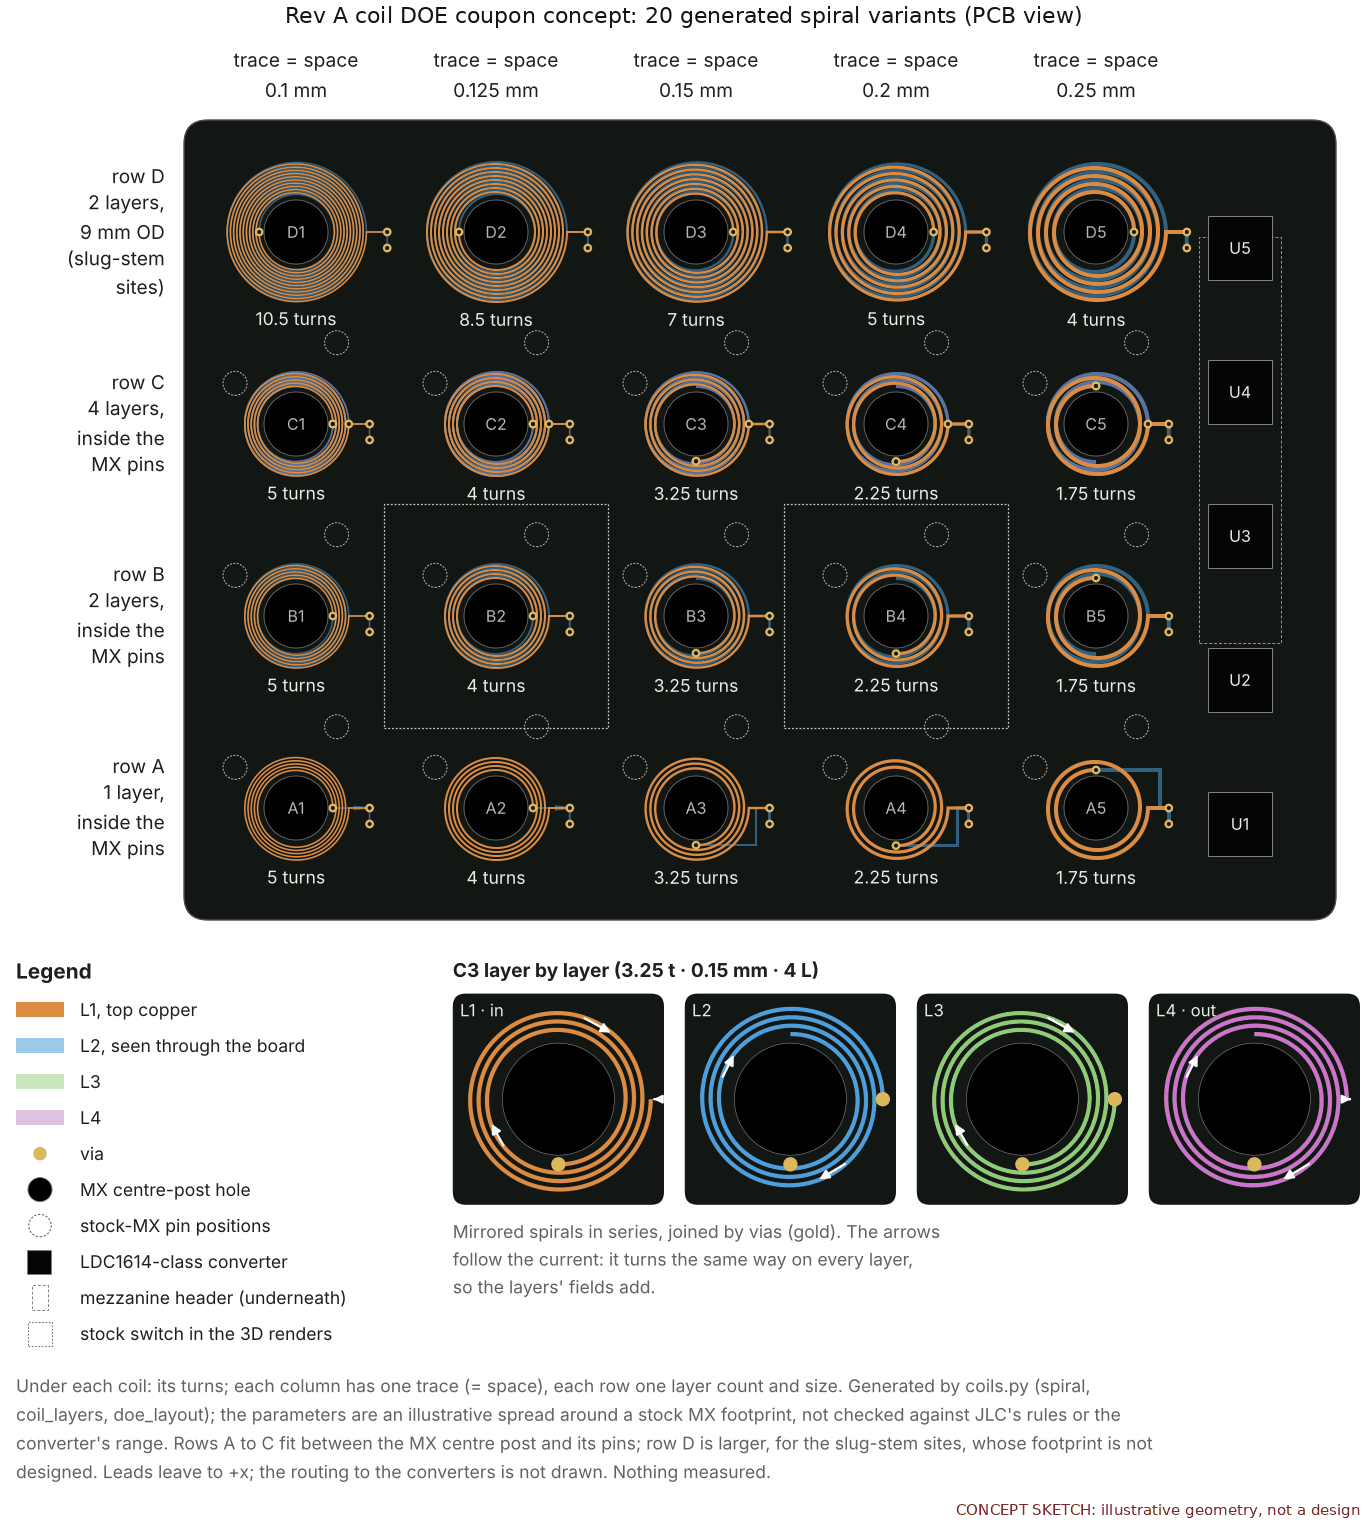 Rev A coil DOE coupon concept: 20 generated spiral variants (PCB view)
trace = space
0.1 mm
trace = space
0.125 mm
trace = space
0.15 mm
trace = space
0.2 mm
trace = space
0.25 mm
row D
2 layers,
9 mm OD
(slug-stem
sites)
D1
D2
D3
D4
D5
10.5 turns
8.5 turns
7 turns
5 turns
4 turns
U5
row C
4 layers,
inside the
MX pins
C1
C2
C3
C4
C5
5 turns
4 turns
3.25 turns
2.25 turns
1.75 turns
U4
U3
row B
2 layers,
inside the
MX pins
B1
B2
B3
B4
B5
5 turns
4 turns
3.25 turns
2.25 turns
1.75 turns
U2
row A
1 layer,
inside the
MX pins
A1
A2
A3
A4
A5
5 turns
4 turns
3.25 turns
2.25 turns
1.75 turns
U1
Legend
L1, top copper
L2, seen through the board
L3
L4
via
MX centre-post hole
stock-MX pin positions
LDC1614-class converter
mezzanine header (underneath)
stock switch in the 3D renders
C3 layer by layer (3.25 t · 0.15 mm · 4 L)
L1 · in
L2
L3
L4 · out
Mirrored spirals in series, joined by vias (gold). The arrows
follow the current: it turns the same way on every layer,
so the layers' fields add.
Under each coil: its turns; each column has one trace (= space), each row one layer count and size. Generated by coils.py (spiral,
coil_layers, doe_layout); the parameters are an illustrative spread around a stock MX footprint, not checked against JLC's rules or the
converter's range. Rows A to C fit between the MX centre post and its pins; row D is larger, for the slug-stem sites, whose footprint is not
designed. Leads leave to +x; the routing to the converters is not drawn. Nothing measured.
CONCEPT SKETCH: illustrative geometry, not a design